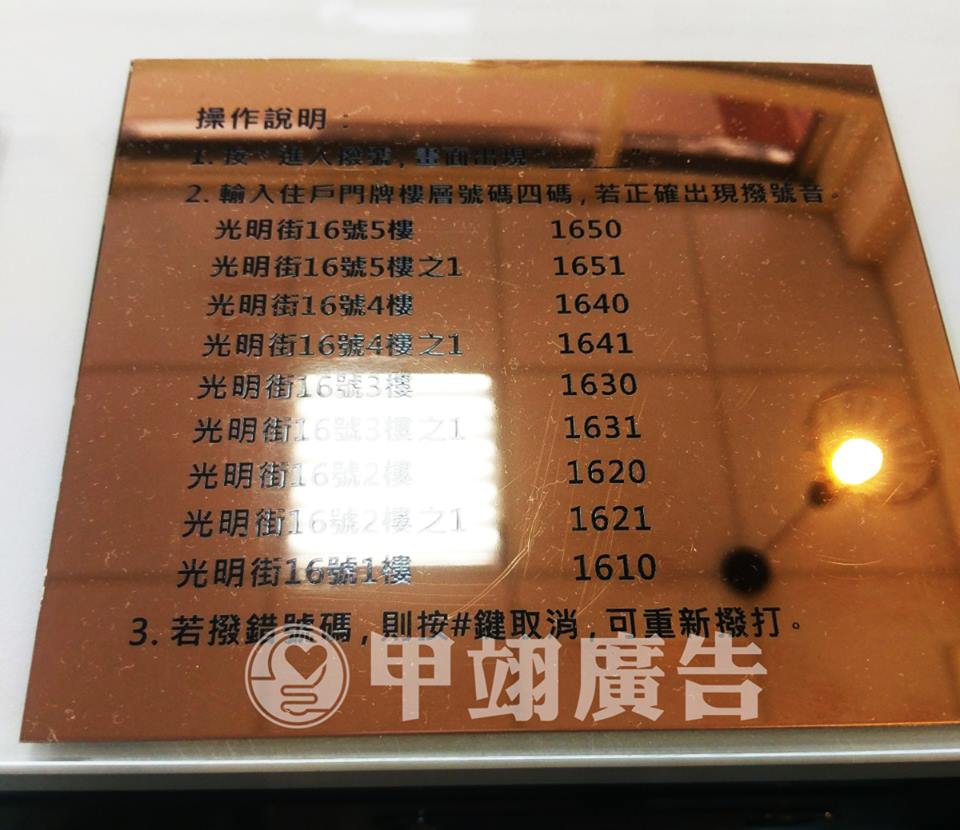 操作說明：
1. 按 進入撥號，畫面出現"＿＿＿＿"
2. 輸入住戶門牌樓層號碼四碼，若正確出現撥號音。
光明街16號5樓 1650
光明街16號5樓之1 1651
光明街16號4樓 1640
光明街16號4樓之1 1641
光明街16號3樓 1630
光明街16號3樓之1 1631
光明街16號2樓 1620
光明街16號2樓之1 1621
光明街16號1樓 1610
3. 若撥錯號碼，則按#鍵取消，可重新撥打。
甲翊廣告